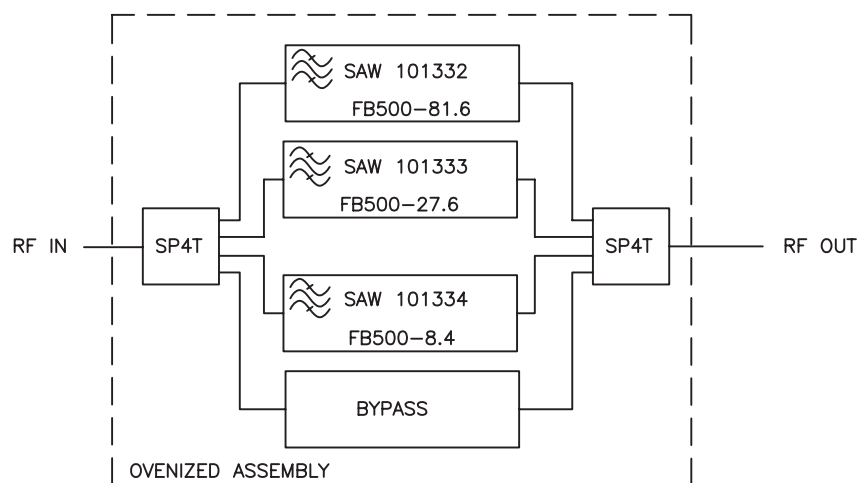 SAW 101332
FB500-81.6
SAW 101333
FB500-27.6
RF IN
SP4T
SP4T
RF OUT
SAW 101334
FB500-8.4
BYPASS
OVENIZED ASSEMBLY